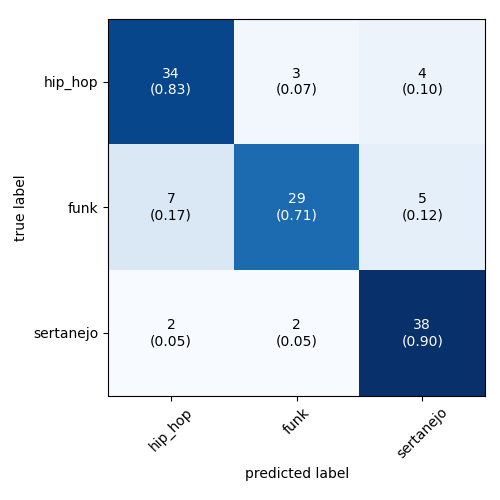 true label
hip_hop
34
(0.83)
3
(0.07)
4
(0.10)
funk
7
(0.17)
29
(0.71)
5
(0.12)
sertanejo
2
(0.05)
2
(0.05)
38
(0.90)
hip_hop
funk
sertanejo
predicted label